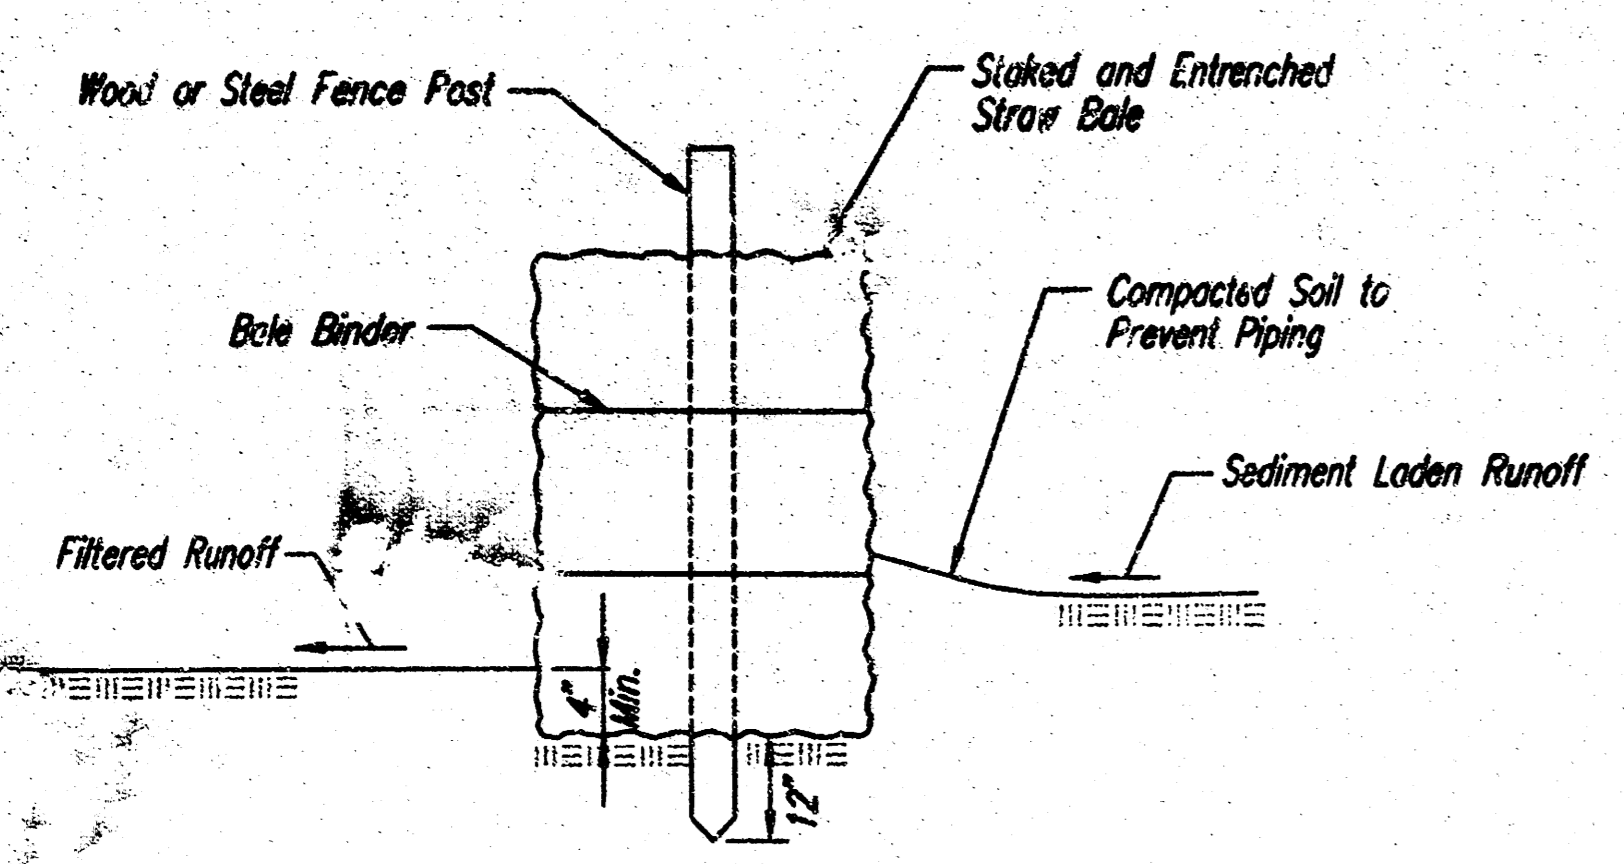 Wood or Steel Fence Post
Staked and Entrenched
Straw Bale
Bale Binder
Compacted Soil to
Prevent Piping
Sediment Laden Runoff
Filtered Runoff
4"
Min.
12"